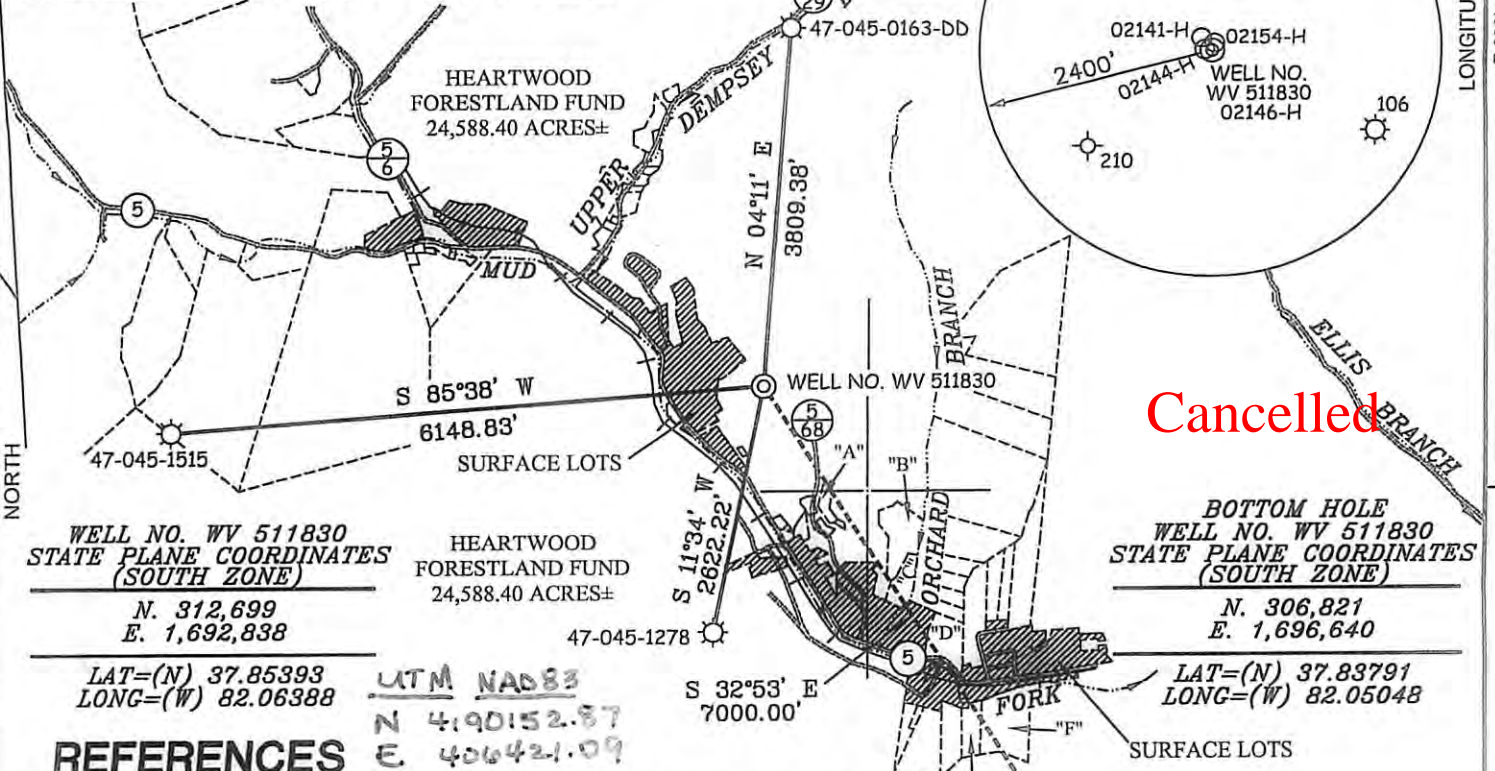 29
47-045-0163-DD
02141-H
02154-H
2400'
02144-H
WELL NO.
WV 511830
02146-H
106
210
HEARTWOOD
FORESTLAND FUND
24,588.40 ACRES±
UPPER
DEMPSEY
N 04°11' E
3809.38'
5
6
5
MUD
BRANCH
ELLIS
BRANCH
S 85°38' W
6148.83'
WELL NO. WV 511830
5
68
Cancelled
NORTH
47-045-1515
SURFACE LOTS
"A"
"B"
"C"
ORCHARD
"D"
S 11°34' W
2622.22'
WELL NO. WV 511830
STATE PLANE COORDINATES
(SOUTH ZONE)
N. 312,699
E. 1,692,838
LAT=(N) 37.85393
LONG=(W) 82.06388
HEARTWOOD
FORESTLAND FUND
24,588.40 ACRES±
47-045-1278
UTM NAD83
N 4190152.87
E. 406421.09
S 32°53' E
7000.00'
5
FORK
"F"
SURFACE LOTS
BOTTOM HOLE
WELL NO. WV 511830
STATE PLANE COORDINATES
(SOUTH ZONE)
N. 306,821
E. 1,696,640
LAT=(N) 37.83791
LONG=(W) 82.05048
REFERENCES